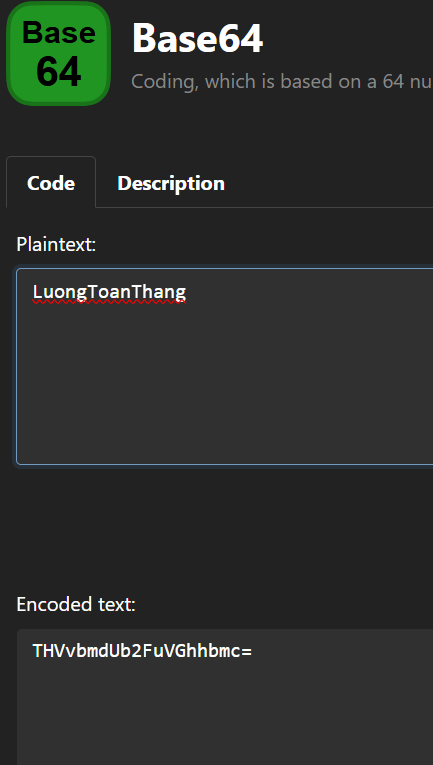 Base
64
Base64
Coding, which is based on a 64 nu
Code
Description
Plaintext:
LuongToanThang
Encoded text:
THVvbmdUb2FuVGhhbmc=